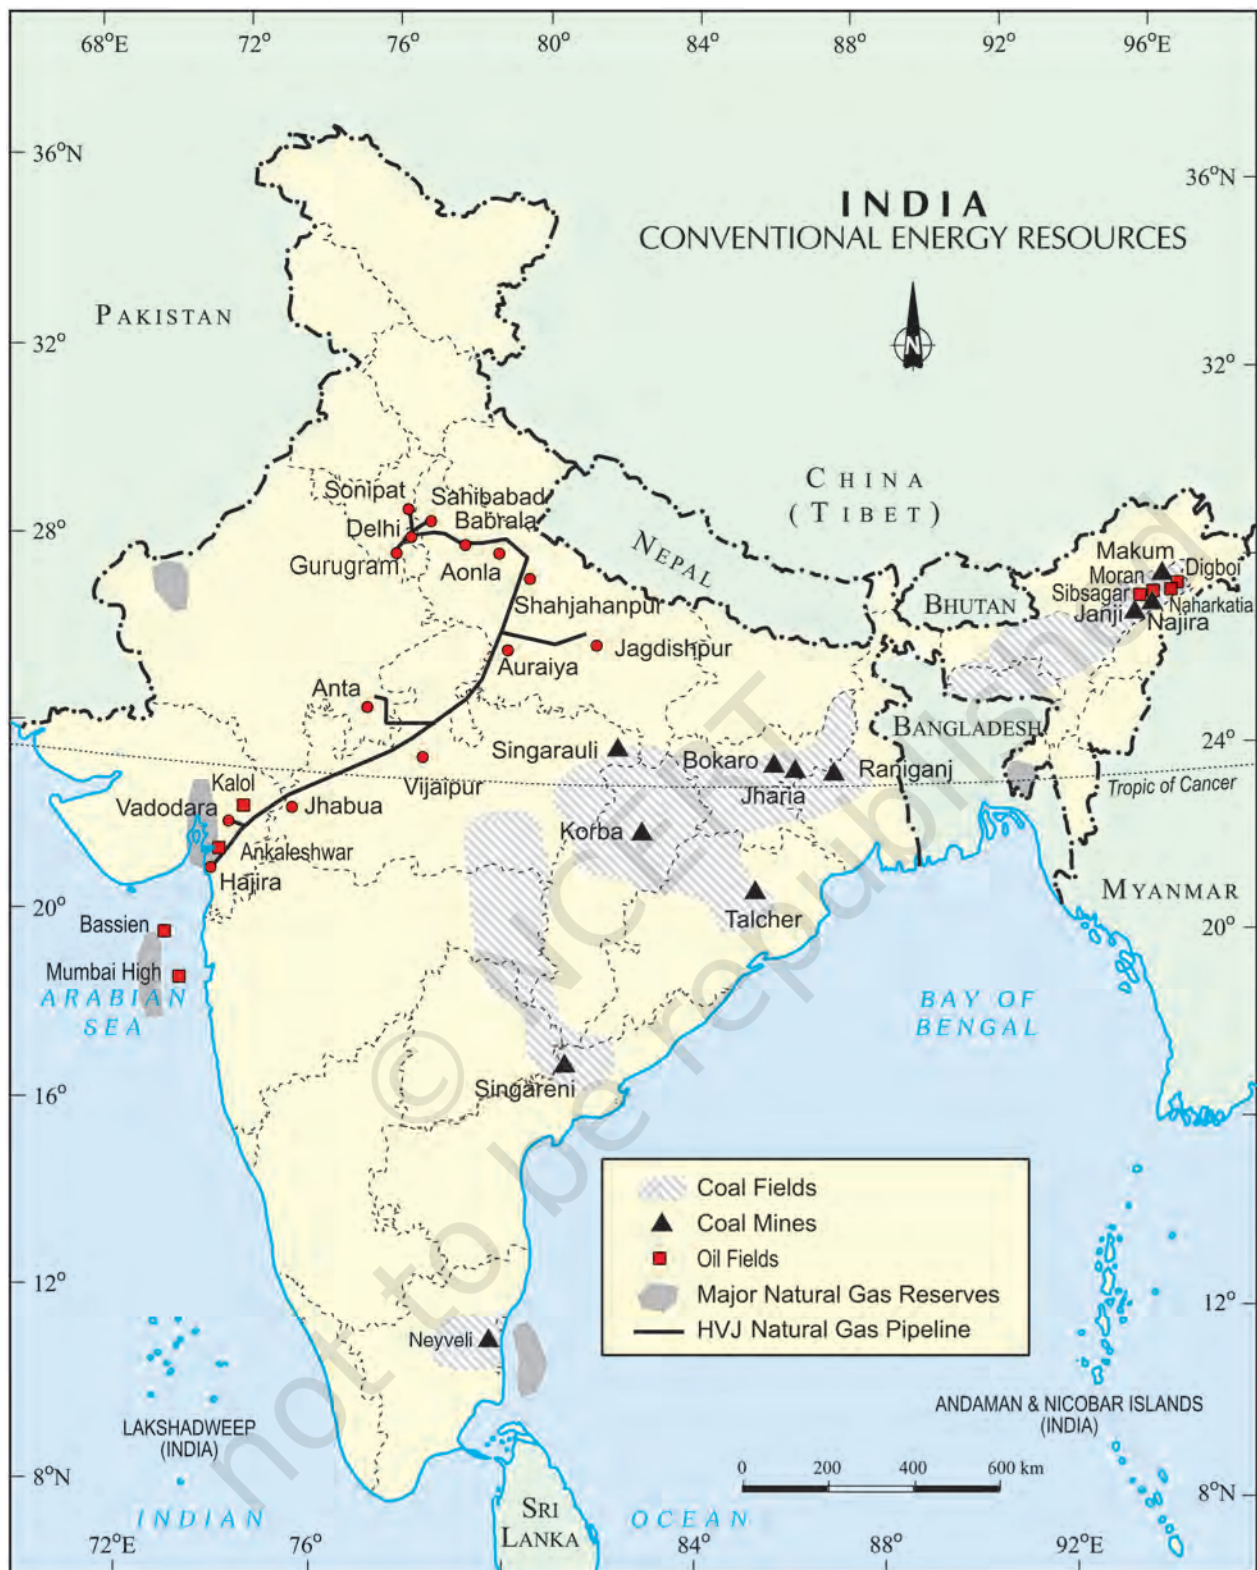 68°E 72° 76° 80° 84° 88° 92° 96°E
36°N
36°N
INDIA
CONVENTIONAL ENERGY RESOURCES
N
PAKISTAN
32°
32°
CHINA
(TIBET)
Sonipat
Sahibabad
Delhi
Babrala
28°
28°
NEPAL
Gurugram
Aonla
Shahjahanpur
Makum
Digboi
Moran
Sibsagar
Naharkatia
Janji
Najira
BHUTAN
Auraiya
Jagdishpur
Anta
BANGLADESH
24°
Singarauli
Bokaro
Raniganj
Vijaipur
Jharia
Tropic of Cancer
Kalol
Vadodara
Jhabua
Korba
Ankaleshwar
Hajira
Talcher
MYANMAR
20°
20°
Bassien
Mumbai High
ARABIAN
SEA
BAY OF
BENGAL
Singareni
16°
Coal Fields
Coal Mines
Oil Fields
Major Natural Gas Reserves
HVJ Natural Gas Pipeline
12°
12°
Neyveli
LAKSHADWEEP
(INDIA)
ANDAMAN & NICOBAR ISLANDS
(INDIA)
0 200 400 600 km
8°N
8°N
INDIAN
OCEAN
SRI
LANKA
72°E 76° 84° 88° 92°E
© NCERT
not to be republished